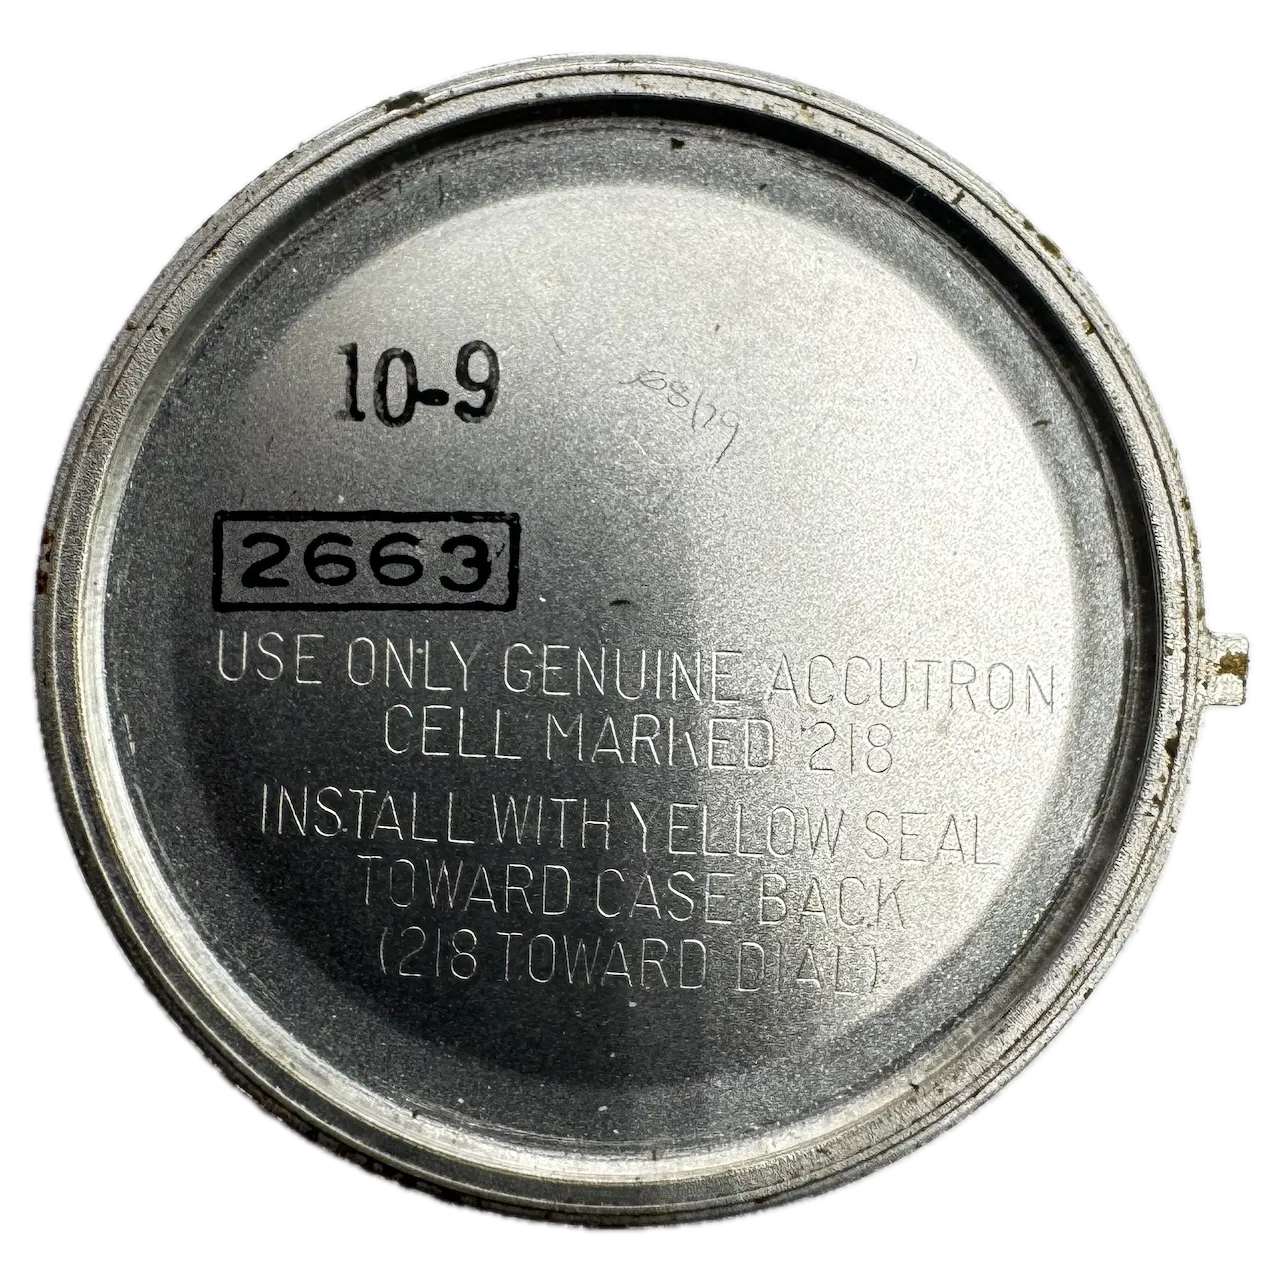 10-9
2663
USE ONLY GENUINE ACCUTRON
CELL MARKED 218
INSTALL WITH YELLOW SEAL
TOWARD CASE BACK
(218 TOWARD DIAL)